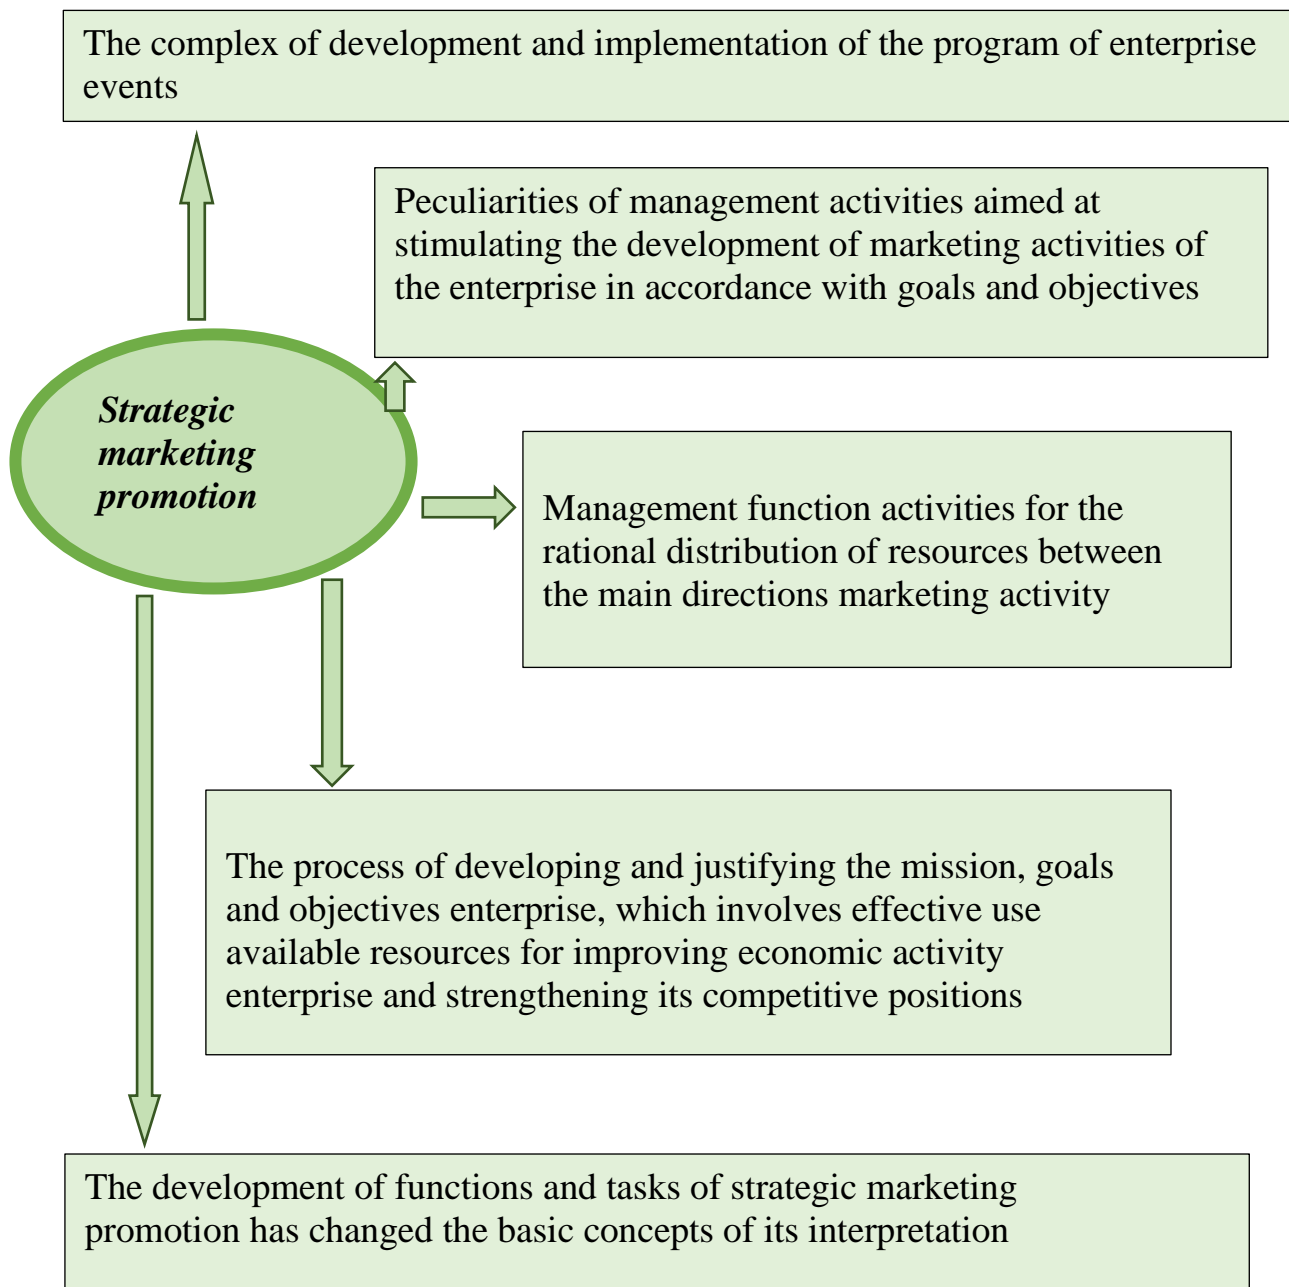 The complex of development and implementation of the program of enterprise
events
Peculiarities of management activities aimed at
stimulating the development of marketing activities of
the enterprise in accordance with goals and objectives
Strategic
marketing
promotion
Management function activities for the
rational distribution of resources between
the main directions marketing activity
The process of developing and justifying the mission, goals
and objectives enterprise, which involves effective use
available resources for improving economic activity
enterprise and strengthening its competitive positions
The development of functions and tasks of strategic marketing
promotion has changed the basic concepts of its interpretation